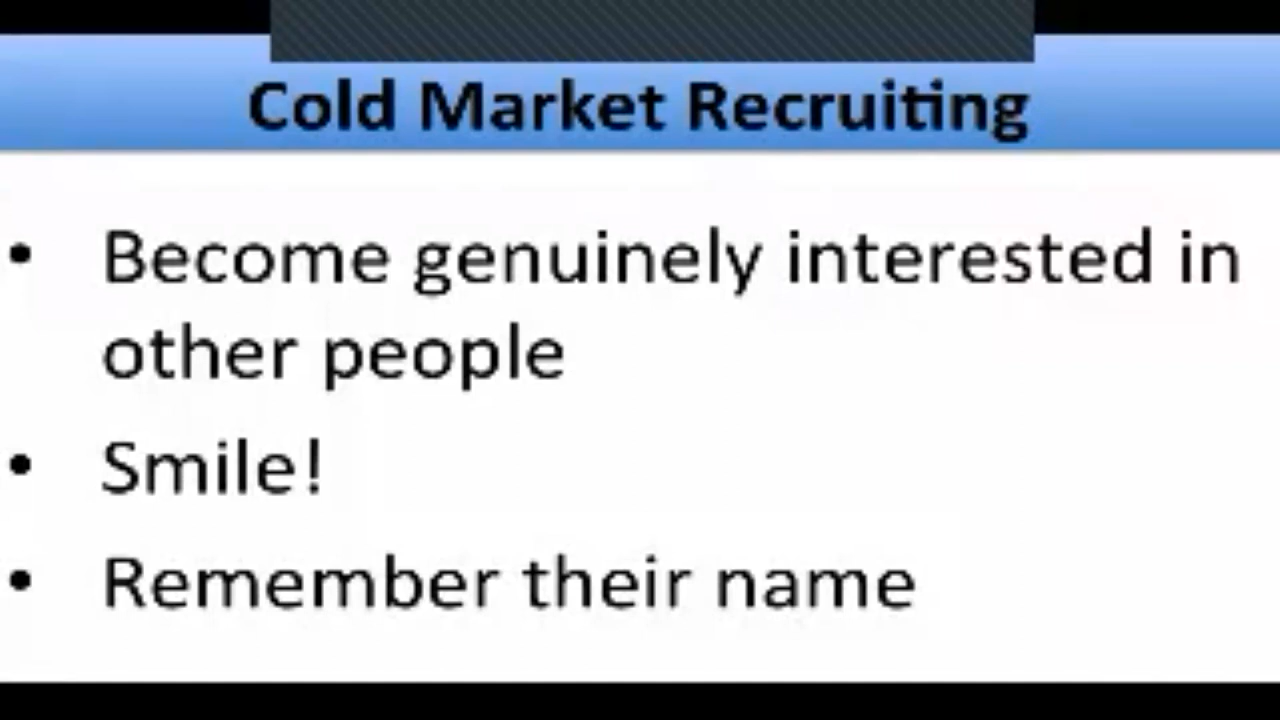 Cold Market Recruiting
• Become genuinely interested in
other people
• Smile!
• Remember their name